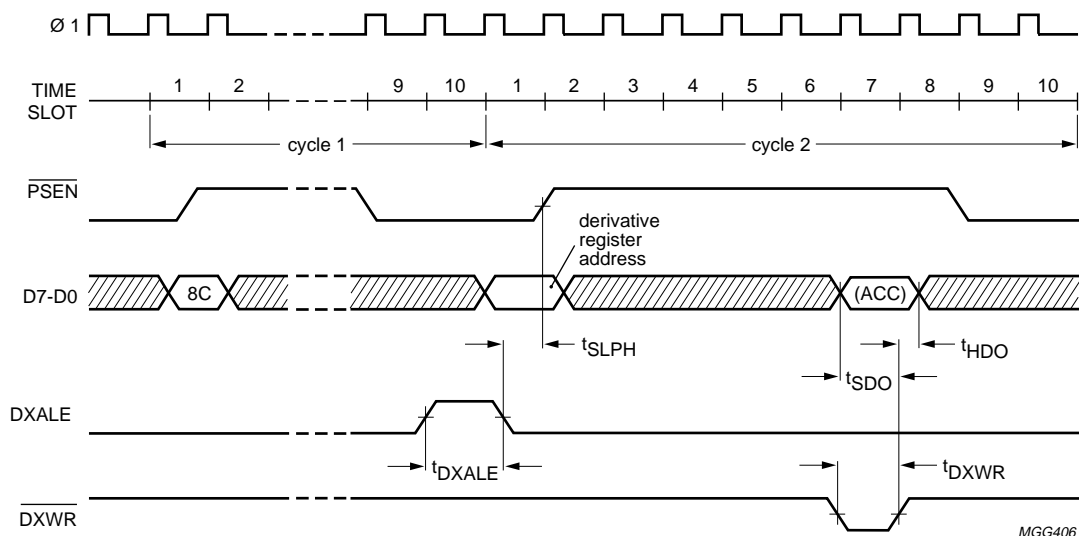 Ø 1
TIME SLOT 1 2 9 10 1 2 3 4 5 6 7 8 9 10
cycle 1 cycle 2
PSEN
derivative
register
address
D7-D0 8C (ACC)
tSLPH tHDO
tSDO
DXALE
tDXALE tDXWR
DXWR
MGG406